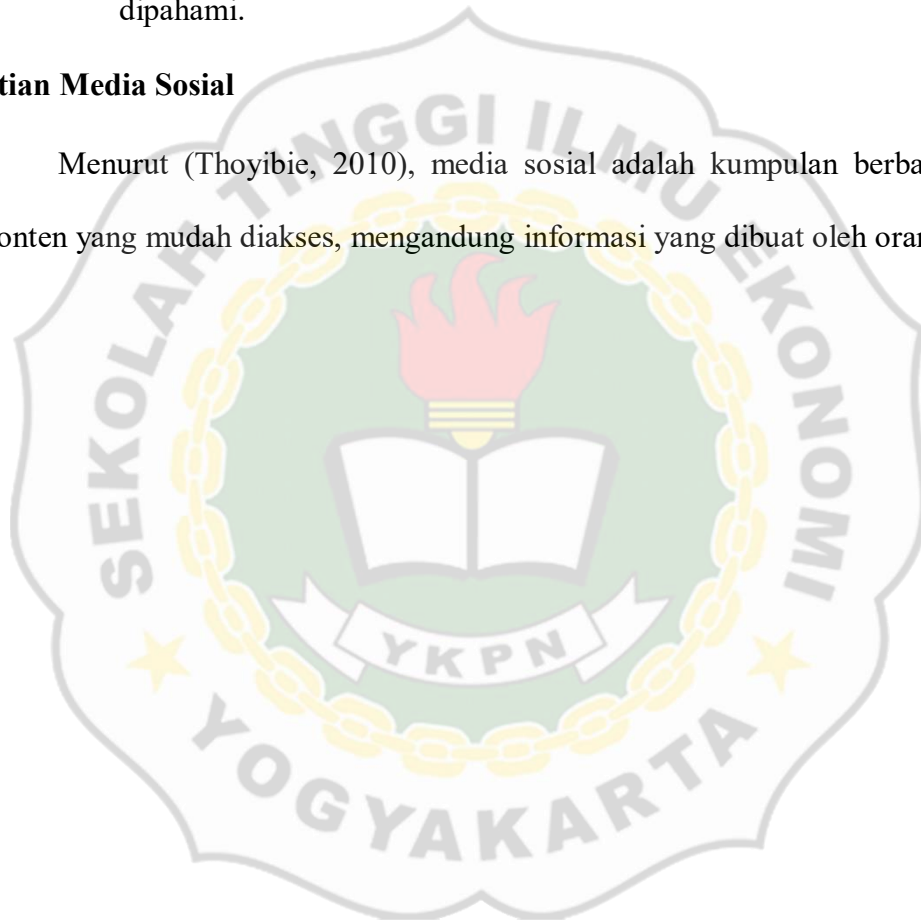 dipahami.
tian Media Sosial
Menurut (Thoyibie, 2010), media sosial adalah kumpulan berba
onten yang mudah diakses, mengandung informasi yang dibuat oleh oran
SEKOLAH TINGGI ILMU EKONOMI
YKPN
YOGYAKARTA